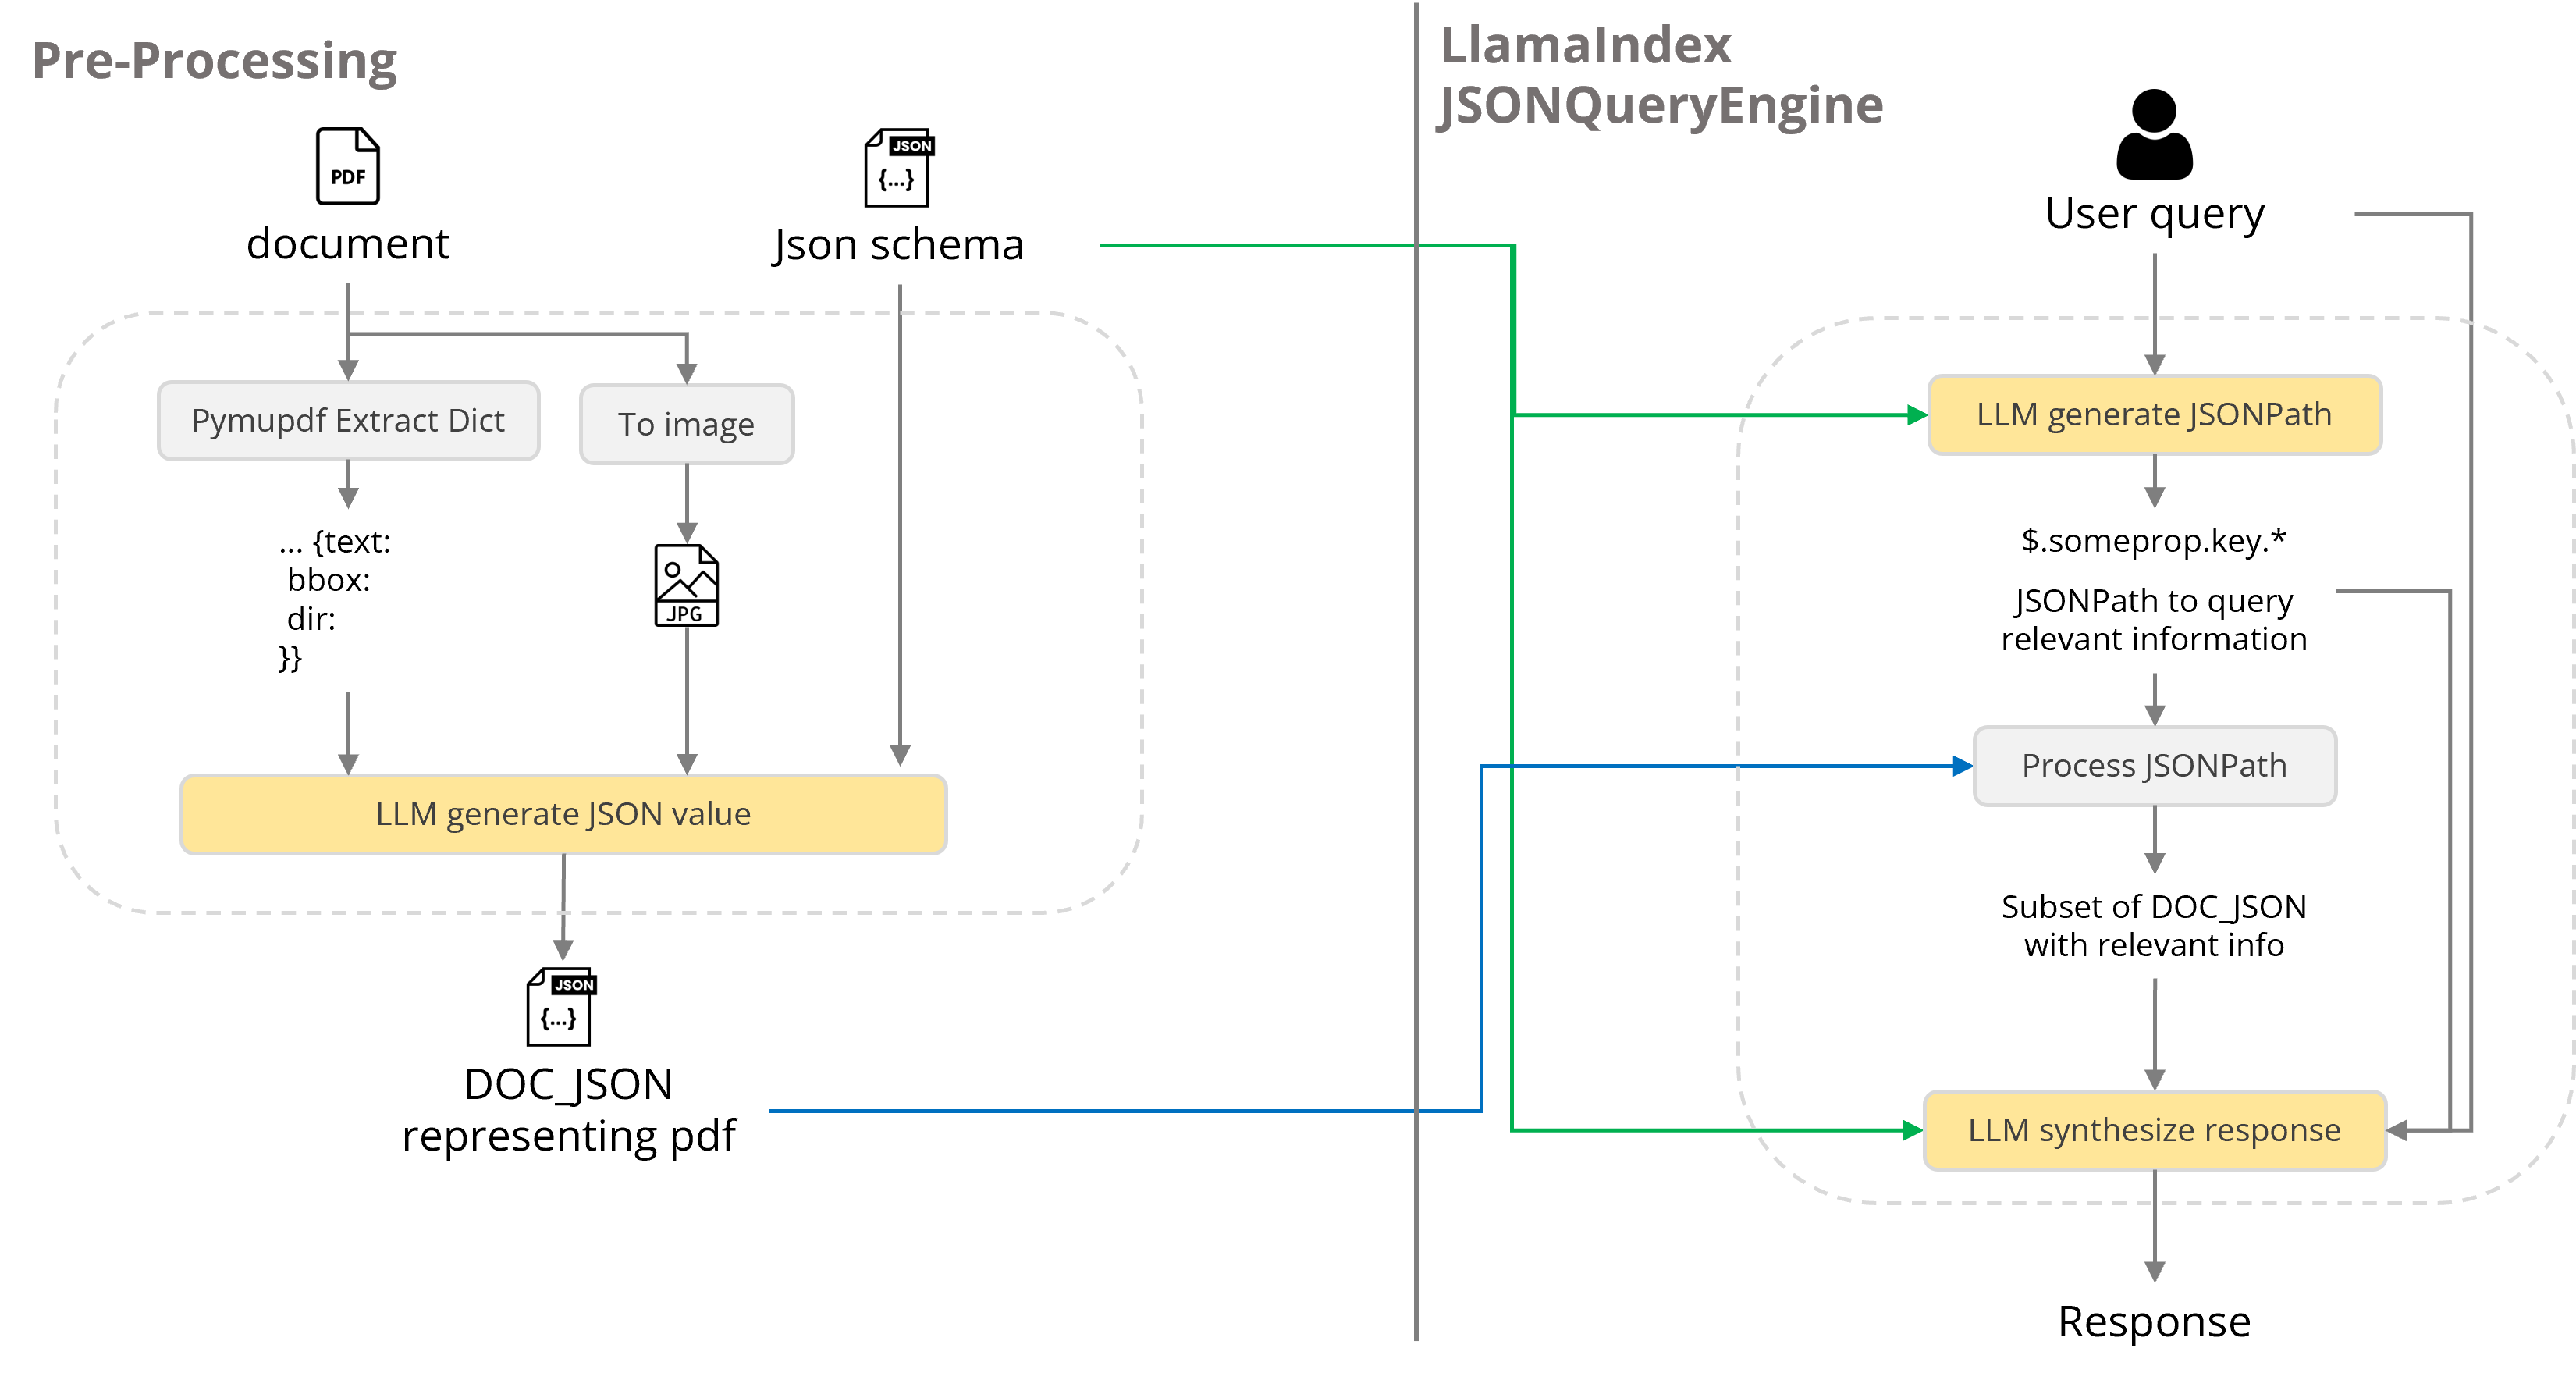 Pre-Processing
PDF
document
JSON
{...}
Json schema
Pymupdf Extract Dict
To image
... {text:
bbox:
dir:
}}
JPG
LLM generate JSON value
JSON
{...}
DOC_JSON
representing pdf
LlamaIndex
JSONQueryEngine
User query
LLM generate JSONPath
$.someprop.key.*
JSONPath to query
relevant information
Process JSONPath
Subset of DOC_JSON
with relevant info
LLM synthesize response
Response